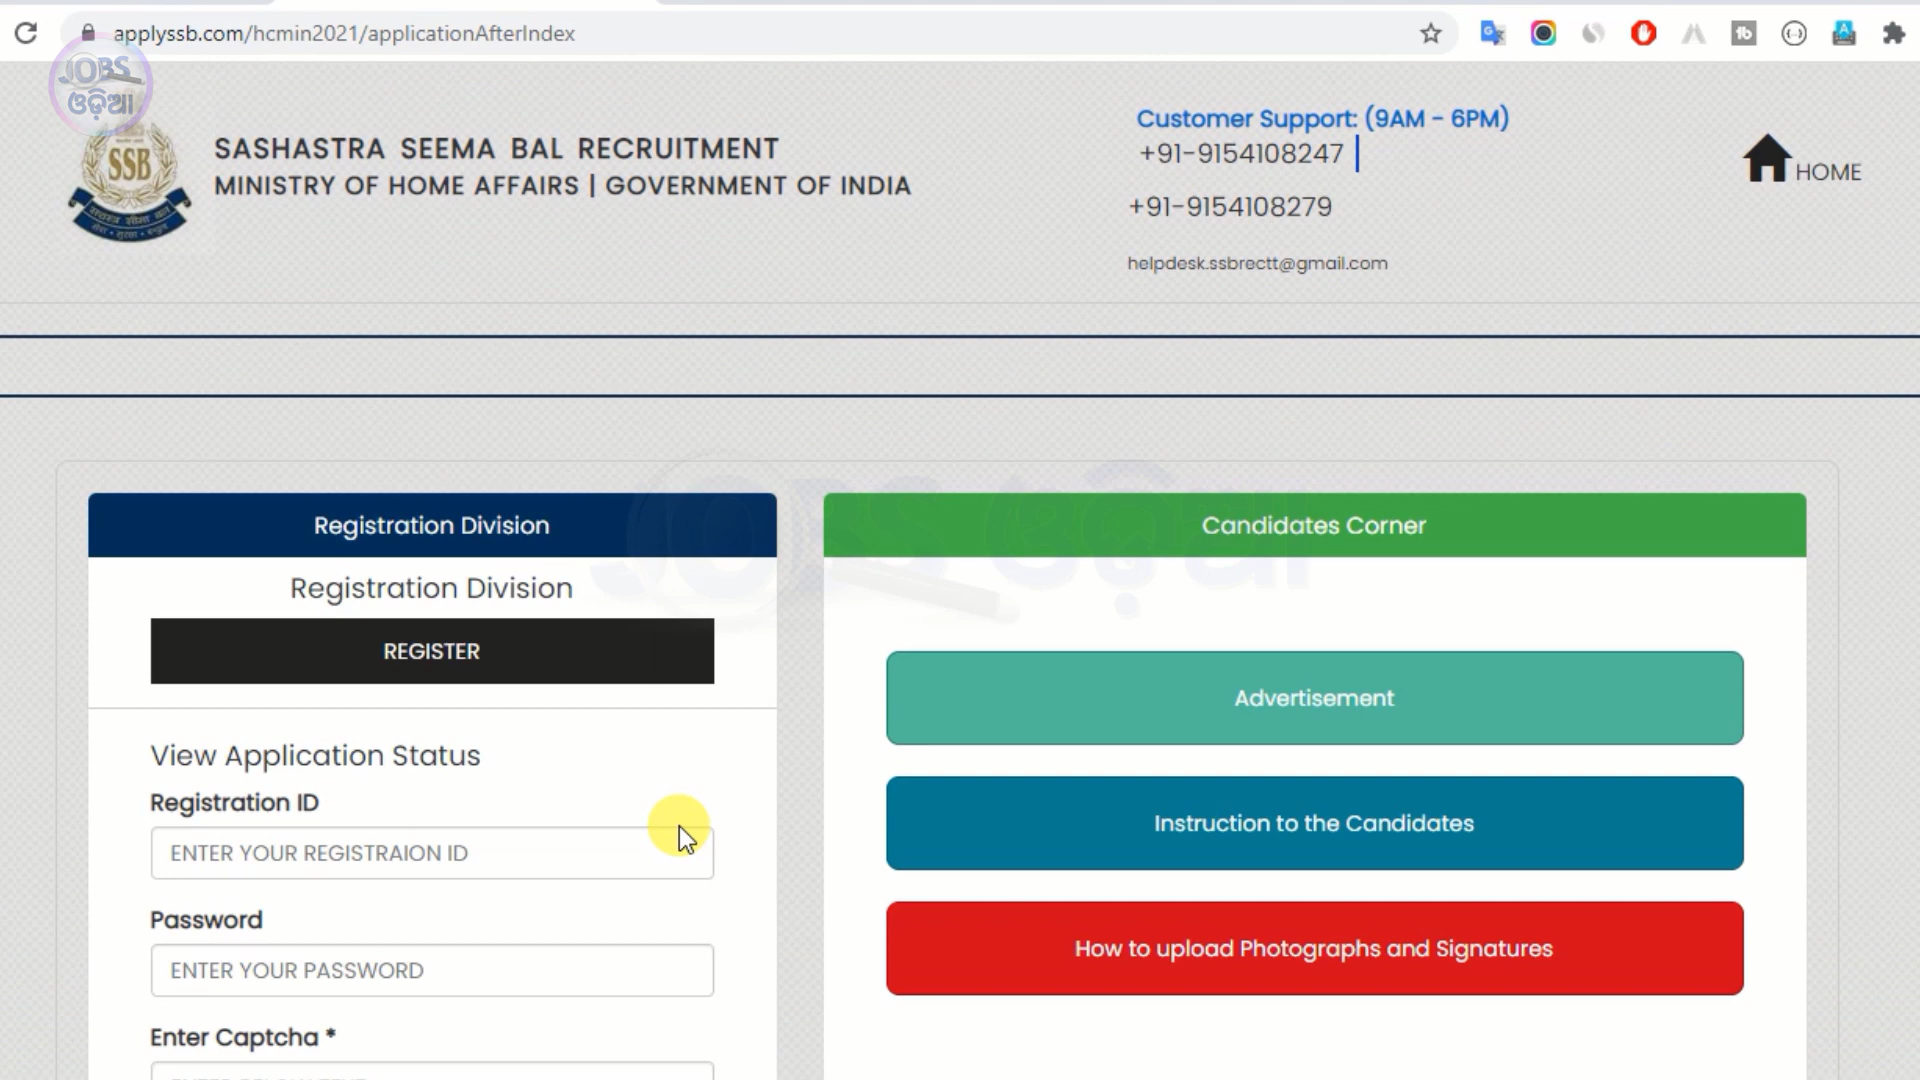 applyssb.com/hcmin2021/applicationAfterIndex
JOBS
ଓଡ଼ିଆ
SSB
SASHASTRA SEEMA BAL RECRUITMENT
MINISTRY OF HOME AFFAIRS | GOVERNMENT OF INDIA
Customer Support: (9AM - 6PM)
+91-9154108247 |
+91-9154108279
helpdesk.ssbrectt@gmail.com
HOME
JOBS ଓଡ଼ିଆ
Registration Division
Registration Division
REGISTER
View Application Status
Registration ID
ENTER YOUR REGISTRAION ID
Password
ENTER YOUR PASSWORD
Enter Captcha *
Candidates Corner
Advertisement
Instruction to the Candidates
How to upload Photographs and Signatures